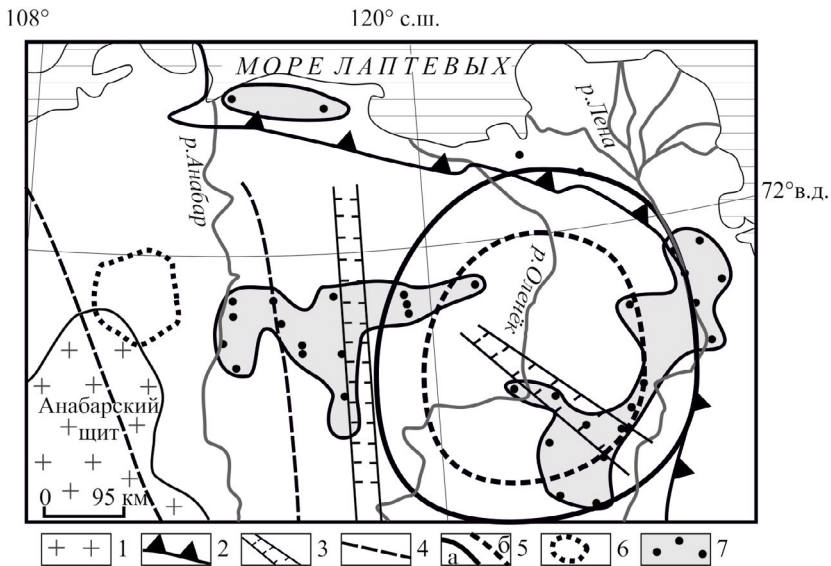 108°
120° с.ш.
МОРЕ ЛАПТЕВЫХ
р.Лена
р.Анабар
72°в.д.
р.Оленёк
Анабарский
щит
0 95 км
1 2 3 4 а б 5 6 7